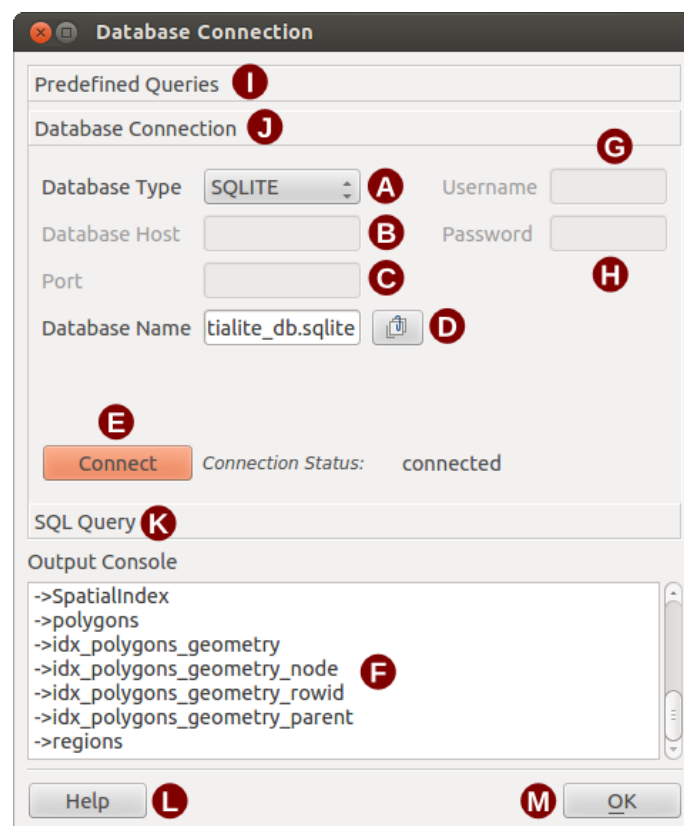 Database Connection
Predefined Queries I
Database Connection J
G
Database Type SQLITE A Username
Database Host B Password
Port C H
Database Name tialite_db.sqlite D
E
Connect Connection Status: connected
SQL Query K
Output Console
->SpatialIndex
->polygons
->idx_polygons_geometry
->idx_polygons_geometry_node F
->idx_polygons_geometry_rowid
->idx_polygons_geometry_parent
->regions
Help L M OK